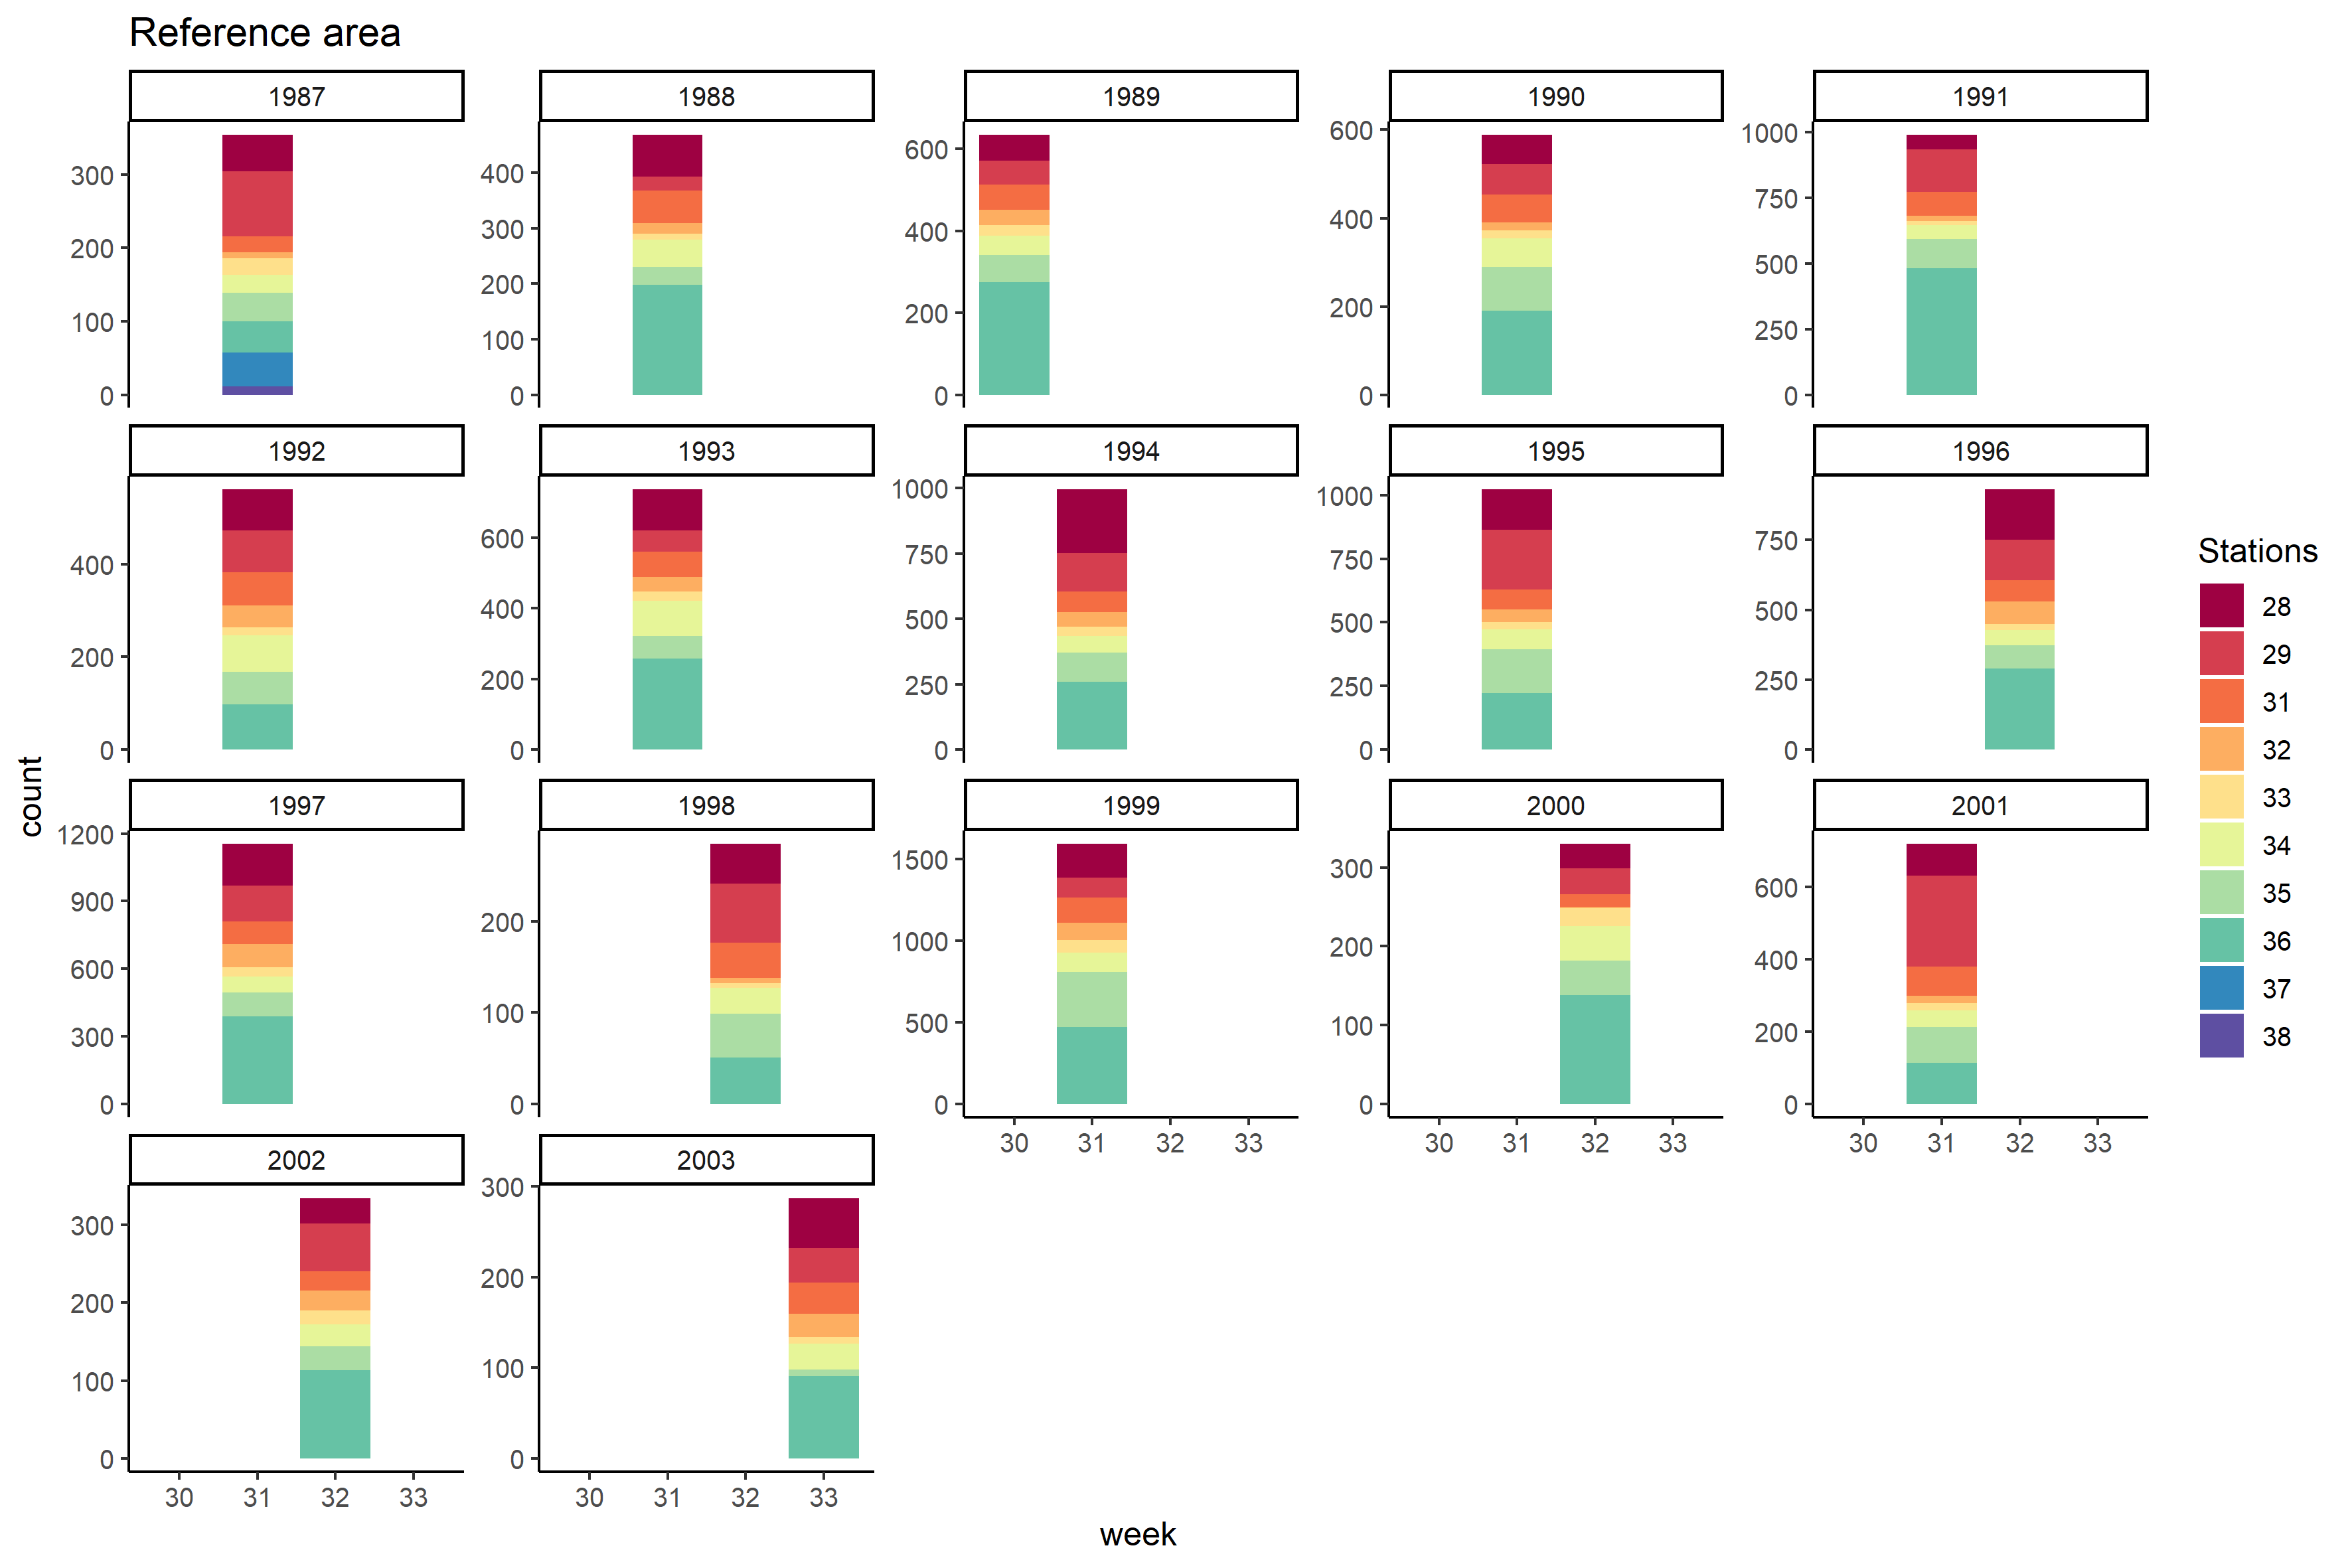 Reference area
1987 1988 1989 1990 1991
300 200 100 0
400 300 200 100 0
600 400 200 0
600 400 200 0
1000 750 500 250 0
1992 1993 1994 1995 1996
400 200 0
600 400 200 0
1000 750 500 250 0
1000 750 500 250 0
750 500 250 0
1997 1998 1999 2000 2001
1200 900 600 300 0
200 100 0
1500 1000 500 0
300 200 100 0
600 400 200 0
30 31 32 33
30 31 32 33
30 31 32 33
2002 2003
300 200 100 0
300 200 100 0
30 31 32 33
30 31 32 33
count
week
Stations
28
29
31
32
33
34
35
36
37
38